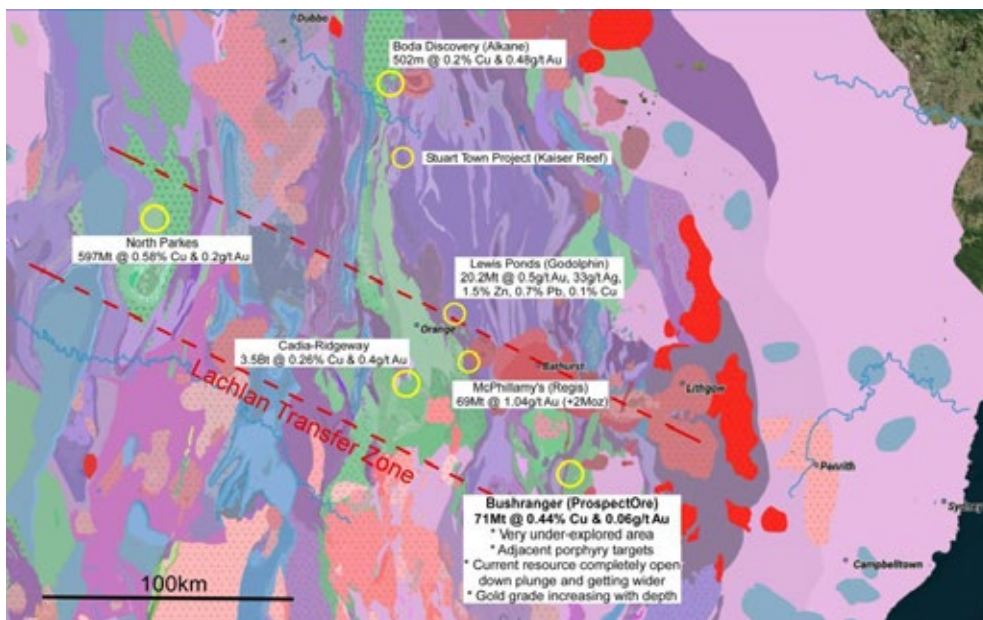 Dubbo
Boda Discovery (Alkane)
502m @ 0.2% Cu & 0.48g/t Au
Stuart Town Project (Kaiser Reef)
North Parkes
597Mt @ 0.58% Cu & 0.2g/t Au
Lewis Ponds (Godolphin)
20.2Mt @ 0.5g/t Au, 33g/t Ag,
1.5% Zn, 0.7% Pb, 0.1% Cu
Orange
Cadia-Ridgeway
3.5Bt @ 0.26% Cu & 0.4g/t Au
Bathurst
McPhillamy's (Regis)
69Mt @ 1.04g/t Au (+2Moz)
Lithgow
Lachlan Transfer Zone
Penrith
Bushranger (ProspectOre)
71Mt @ 0.44% Cu & 0.06g/t Au
* Very under-explored area
* Adjacent porphyry targets
* Current resource completely open
down plunge and getting wider
* Gold grade increasing with depth
Sydney
Campbelltown
100km